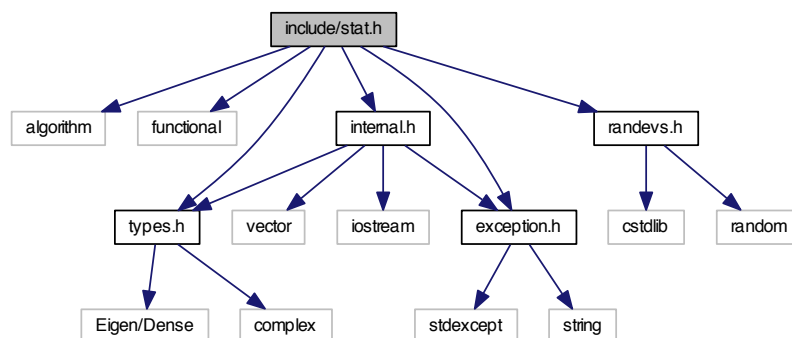 include/stat.h
algorithm
functional
internal.h
randevs.h
types.h
vector
iostream
exception.h
cstdlib
random
Eigen/Dense
complex
stdexcept
string